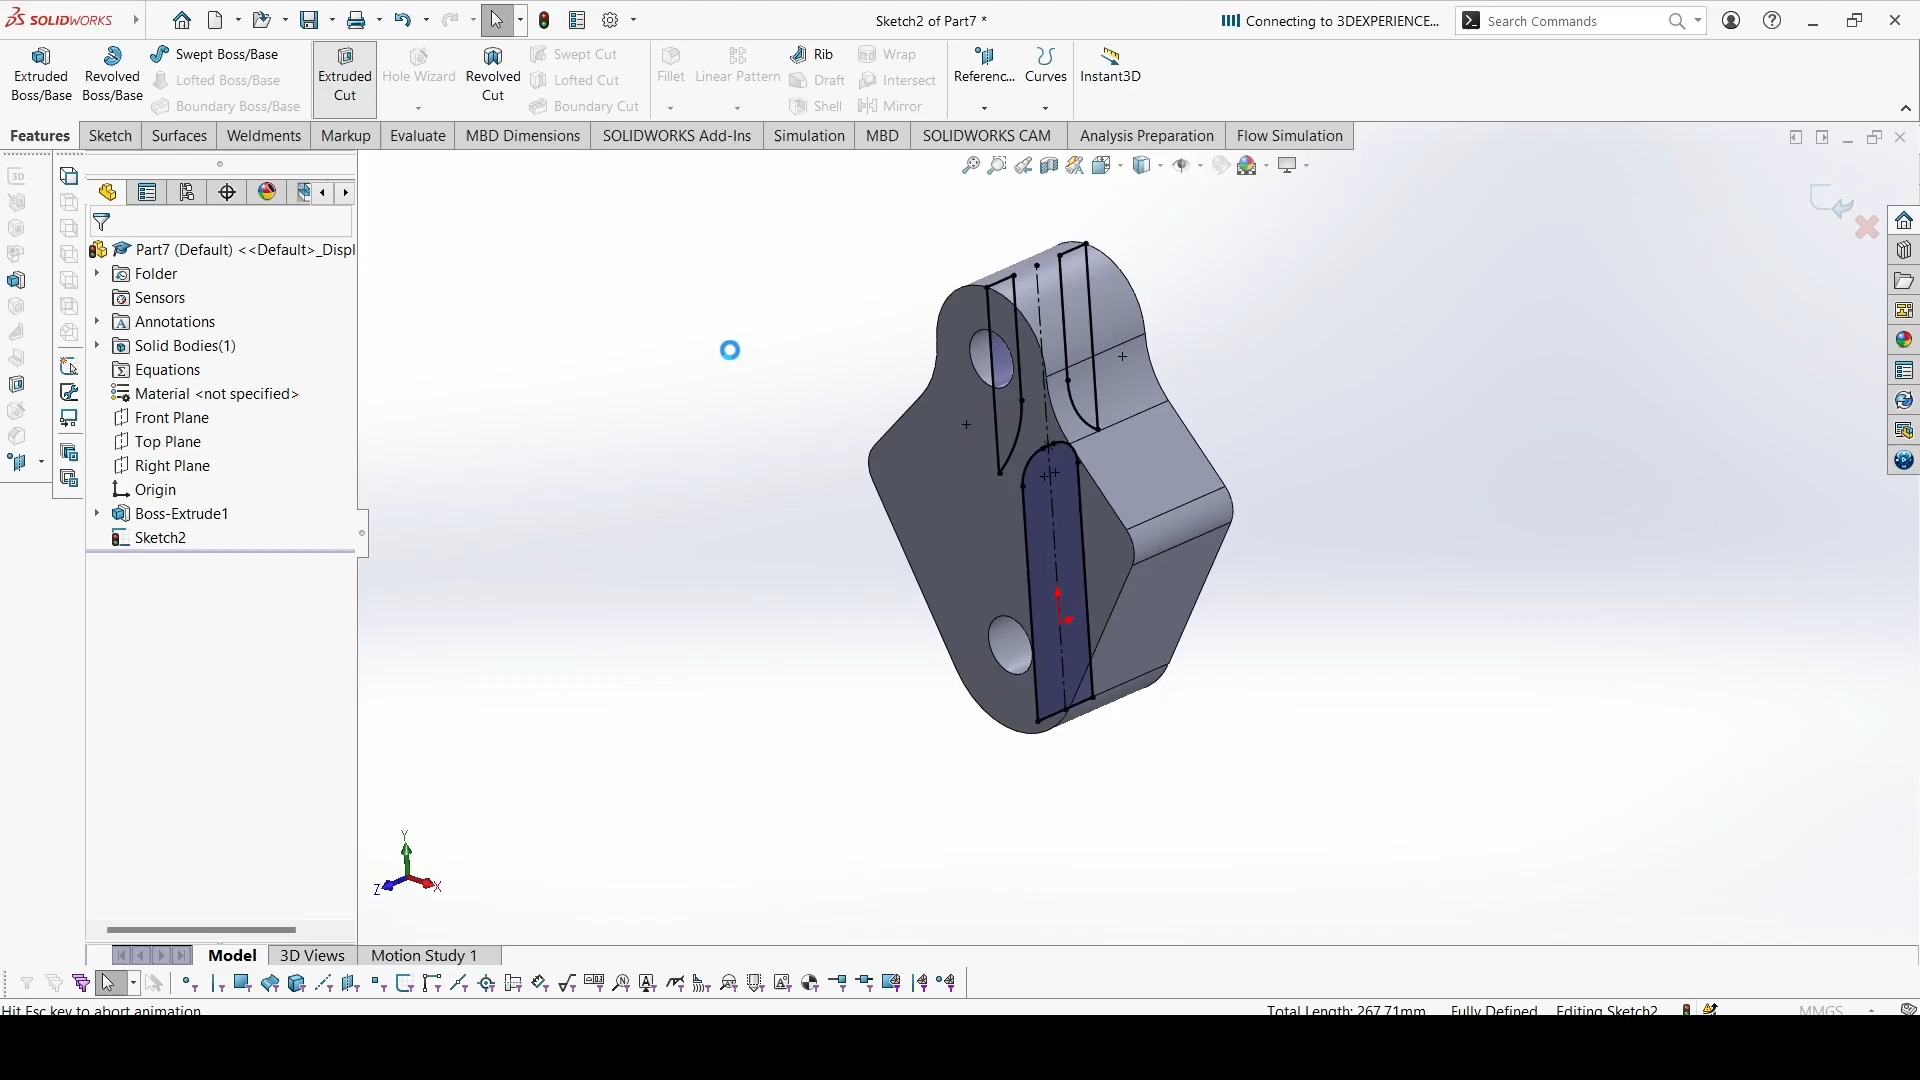 SOLIDWORKS
Sketch2 of Part7 *
Connecting to 3DEXPERIENCE...
Search Commands
Extruded Boss/Base
Revolved Boss/Base
Swept Boss/Base
Lofted Boss/Base
Boundary Boss/Base
Extruded Cut
Hole Wizard
Revolved Cut
Swept Cut
Lofted Cut
Boundary Cut
Fillet
Linear Pattern
Rib
Draft
Shell
Wrap
Intersect
Mirror
Referenc...
Curves
Instant3D
Features
Sketch
Surfaces
Weldments
Markup
Evaluate
MBD Dimensions
SOLIDWORKS Add-Ins
Simulation
MBD
SOLIDWORKS CAM
Analysis Preparation
Flow Simulation
Part7 (Default) <<Default>_Displ
Folder
Sensors
Annotations
Solid Bodies(1)
Equations
Material <not specified>
Front Plane
Top Plane
Right Plane
Origin
Boss-Extrude1
Sketch2
Y
Z
X
Model
3D Views
Motion Study 1
Hit Esc key to abort animation
Total Length: 267.71mm
Fully Defined
Editing Sketch2
MMGS